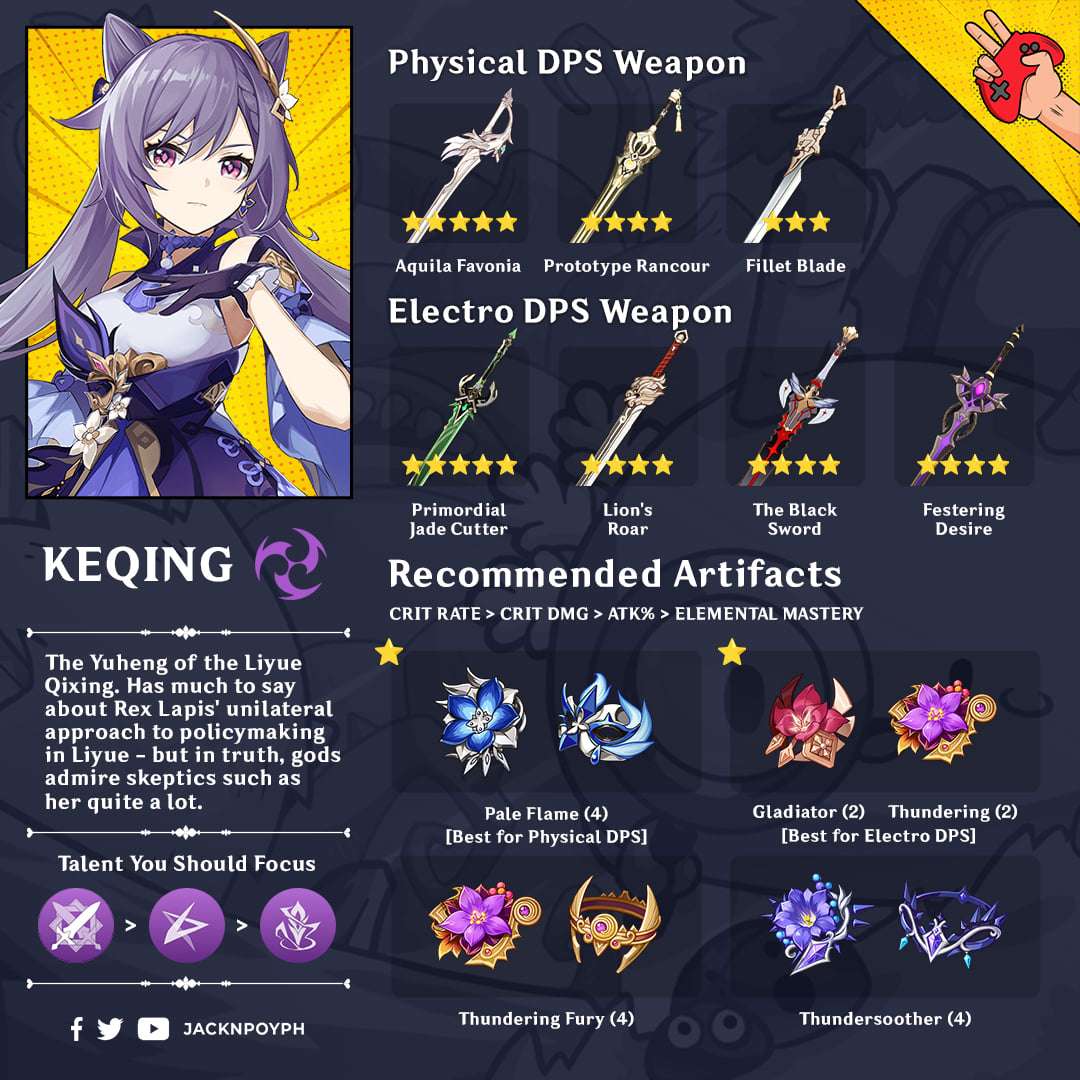 Physical DPS Weapon
Aquila Favonia
Prototype Rancour
Fillet Blade
Electro DPS Weapon
Primordial
Jade Cutter
Lion's
Roar
The Black
Sword
Festering
Desire
KEQING
The Yuheng of the Liyue
Qixing. Has much to say
about Rex Lapis' unilateral
approach to policymaking
in Liyue – but in truth, gods
admire skeptics such as
her quite a lot.
Talent You Should Focus
> >
JACKNPOYPH
Recommended Artifacts
CRIT RATE > CRIT DMG > ATK% > ELEMENTAL MASTERY
Pale Flame (4)
[Best for Physical DPS]
Gladiator (2) Thundering (2)
[Best for Electro DPS]
Thundering Fury (4)
Thundersoother (4)